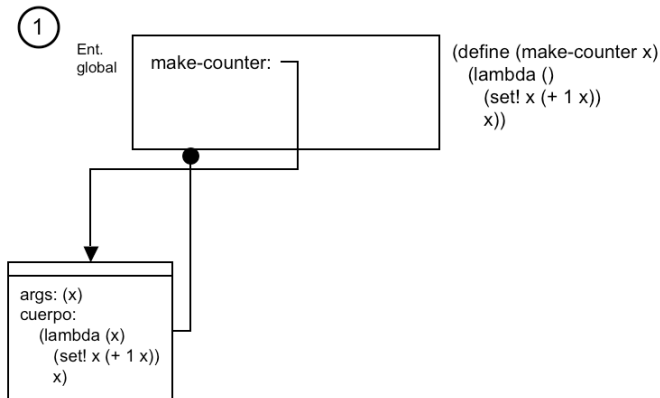 1
Ent.
global
make-counter:
(define (make-counter x)
(lambda ()
(set! x (+ 1 x))
x))
args: (x)
cuerpo:
(lambda (x)
(set! x (+ 1 x))
x)